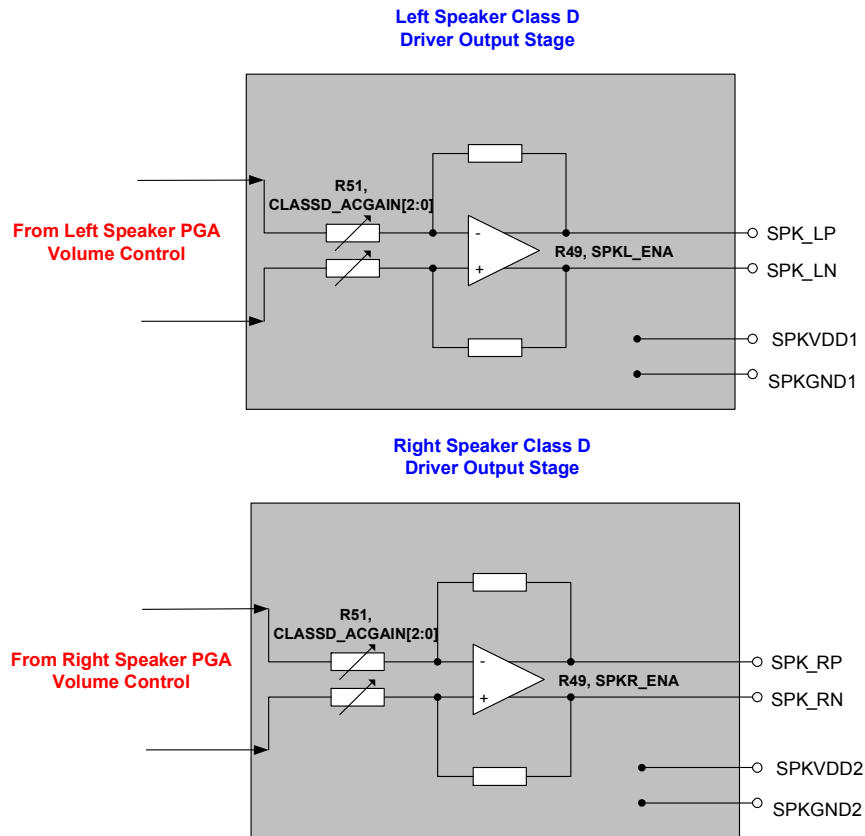 Left Speaker Class D
Driver Output Stage
R51,
CLASSD_ACGAIN[2:0]
From Left Speaker PGA
Volume Control
-
+
R49, SPKL_ENA
SPK_LP
SPK_LN
SPKVDD1
SPKGND1
Right Speaker Class D
Driver Output Stage
R51,
CLASSD_ACGAIN[2:0]
From Right Speaker PGA
Volume Control
-
+
R49, SPKR_ENA
SPK_RP
SPK_RN
SPKVDD2
SPKGND2